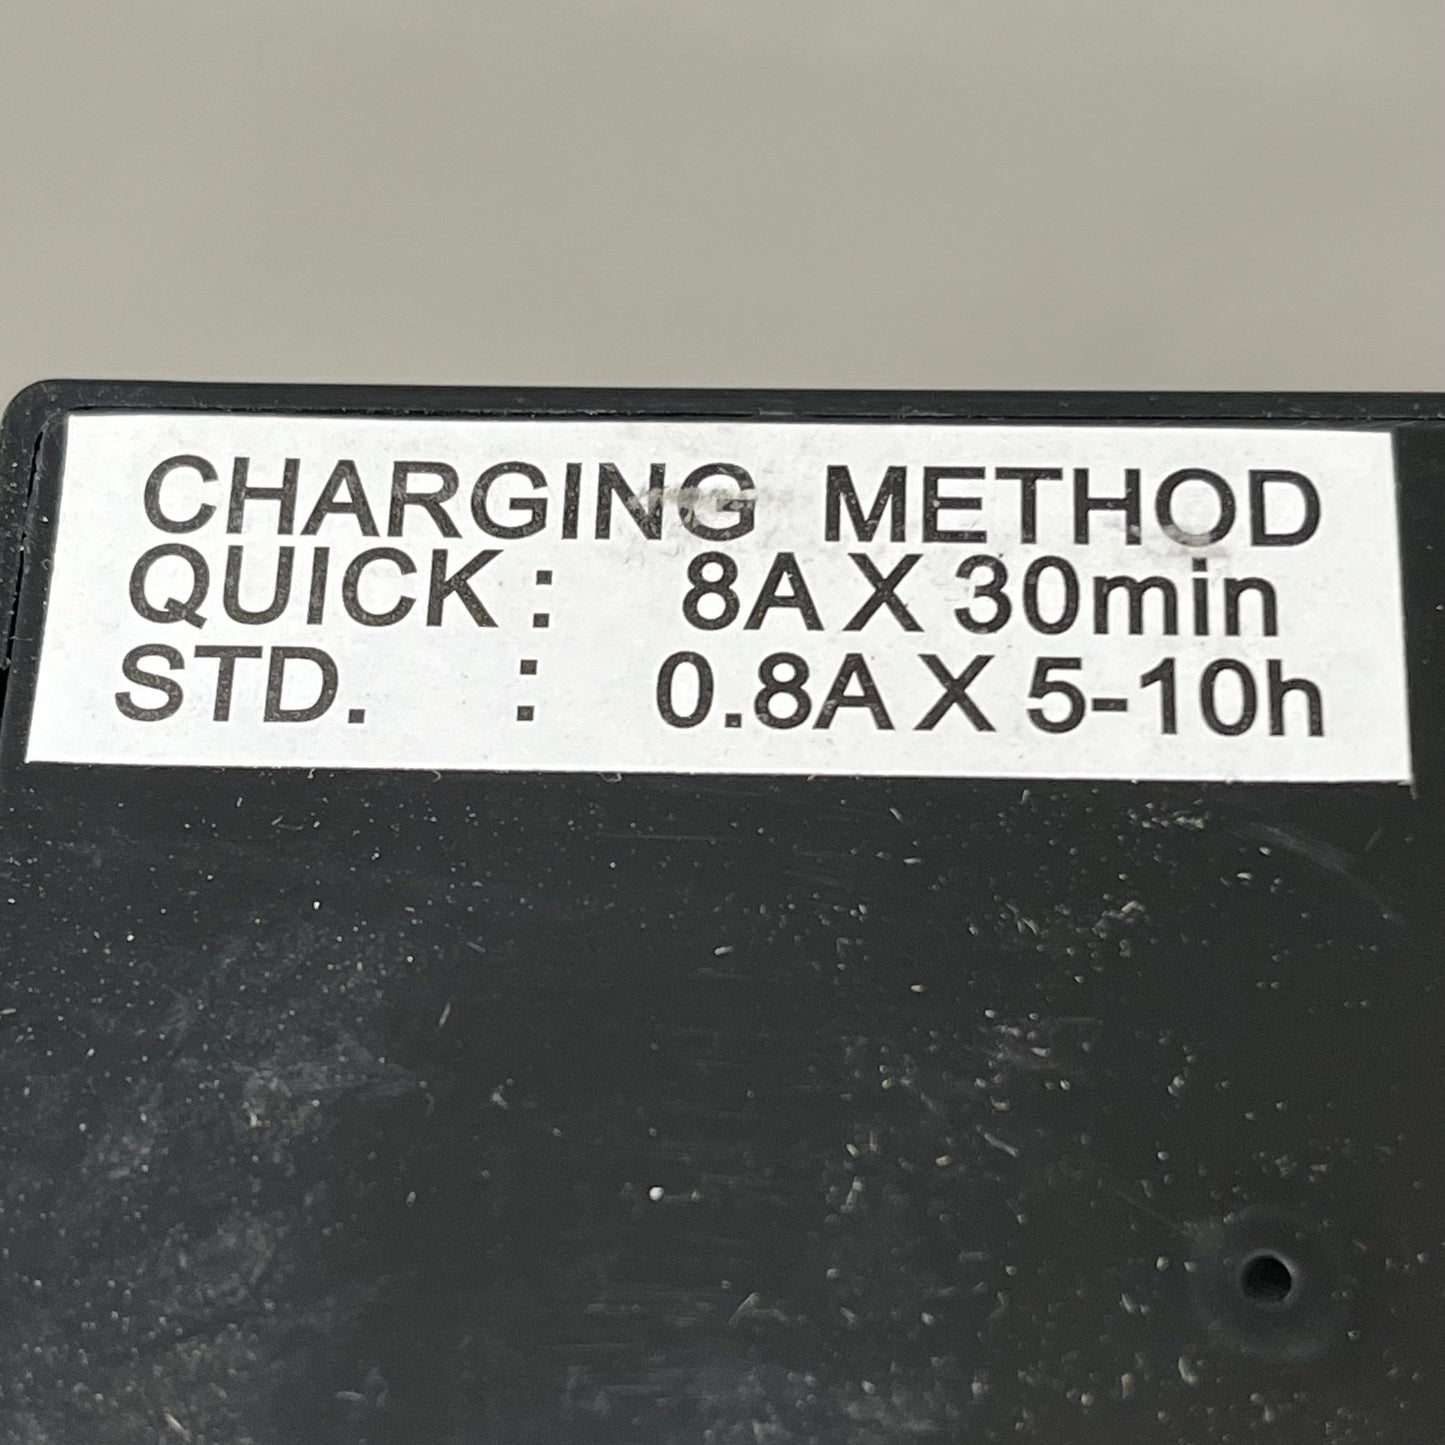 CHARGING METHOD
QUICK : 8A X 30min
STD. : 0.8A X 5-10h